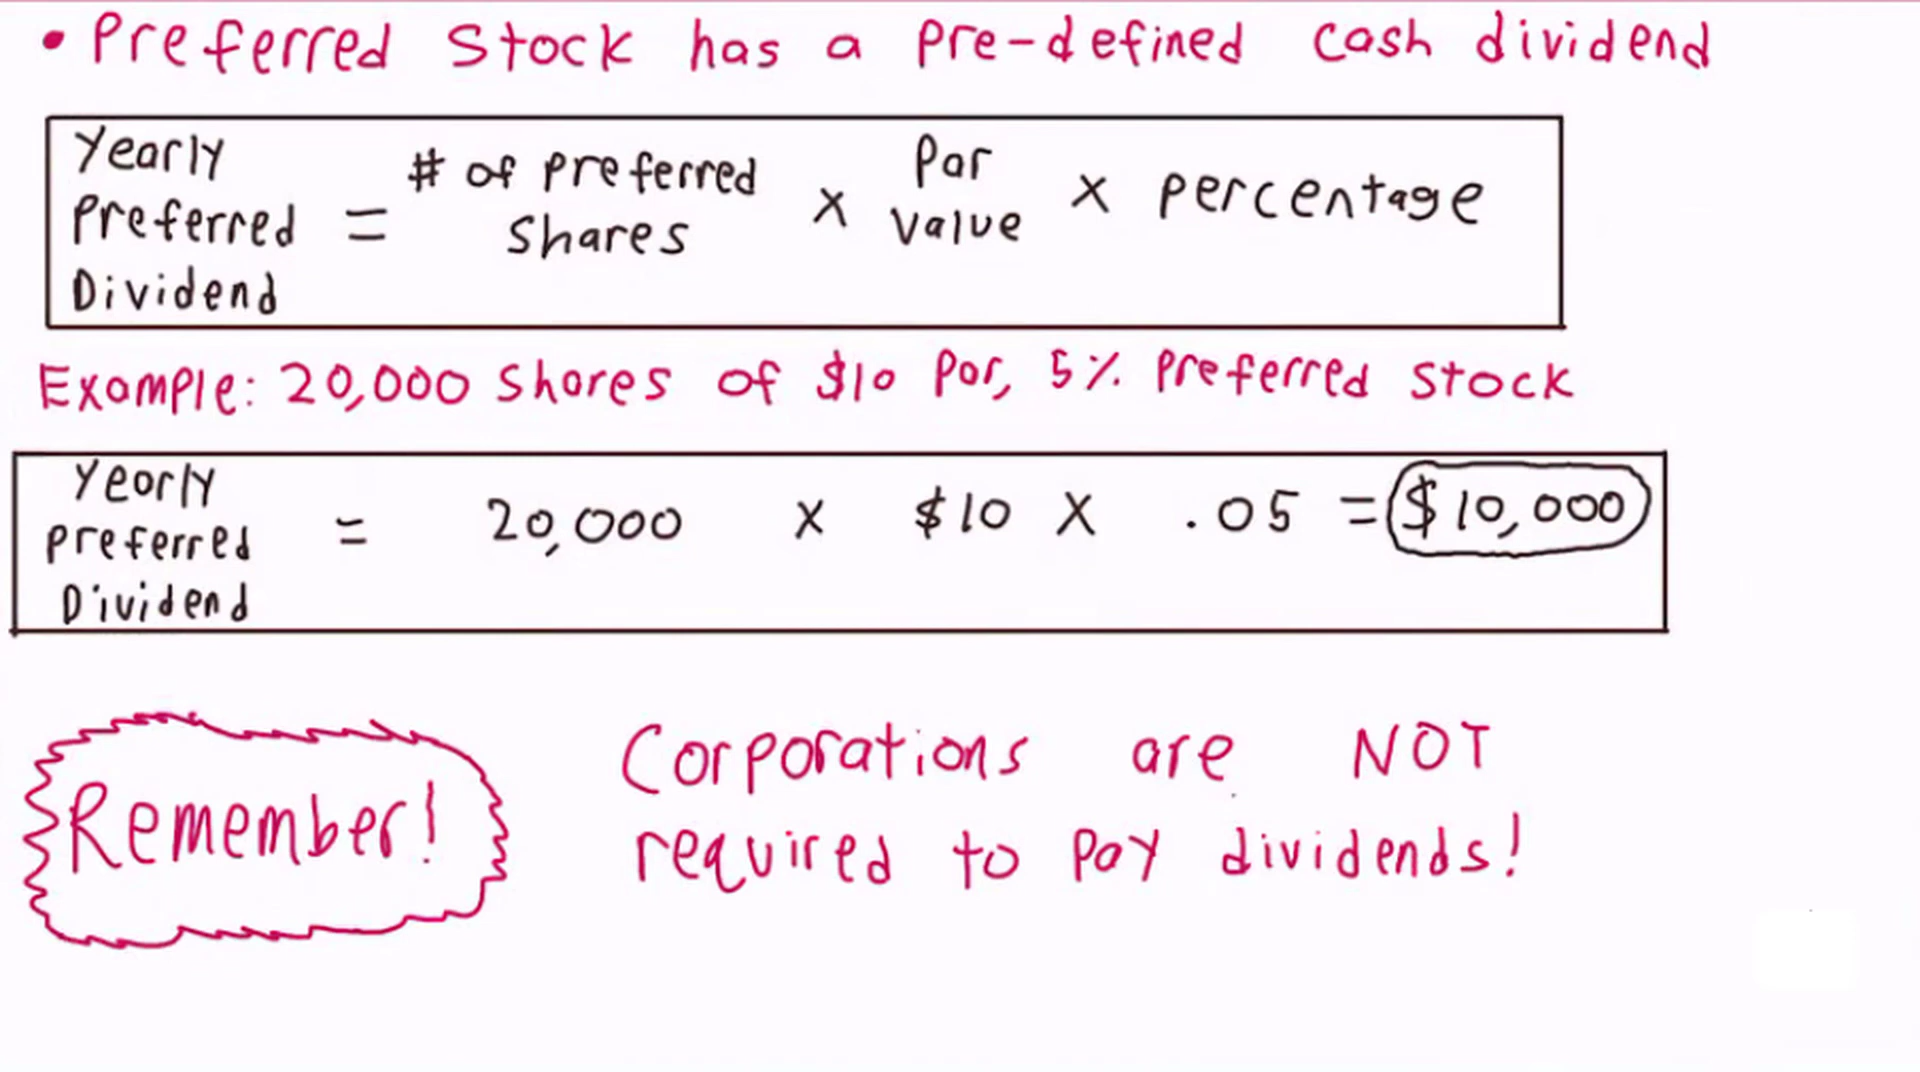 • Preferred Stock has a pre-defined cash dividend
Yearly Preferred Dividend = # of preferred shares x Par Value x percentage
Example: 20,000 shares of $10 Par, 5% Preferred stock
Yearly preferred Dividend = 20,000 x $10 x .05 = $10,000
Remember!
Corporations are NOT
required to pay dividends!